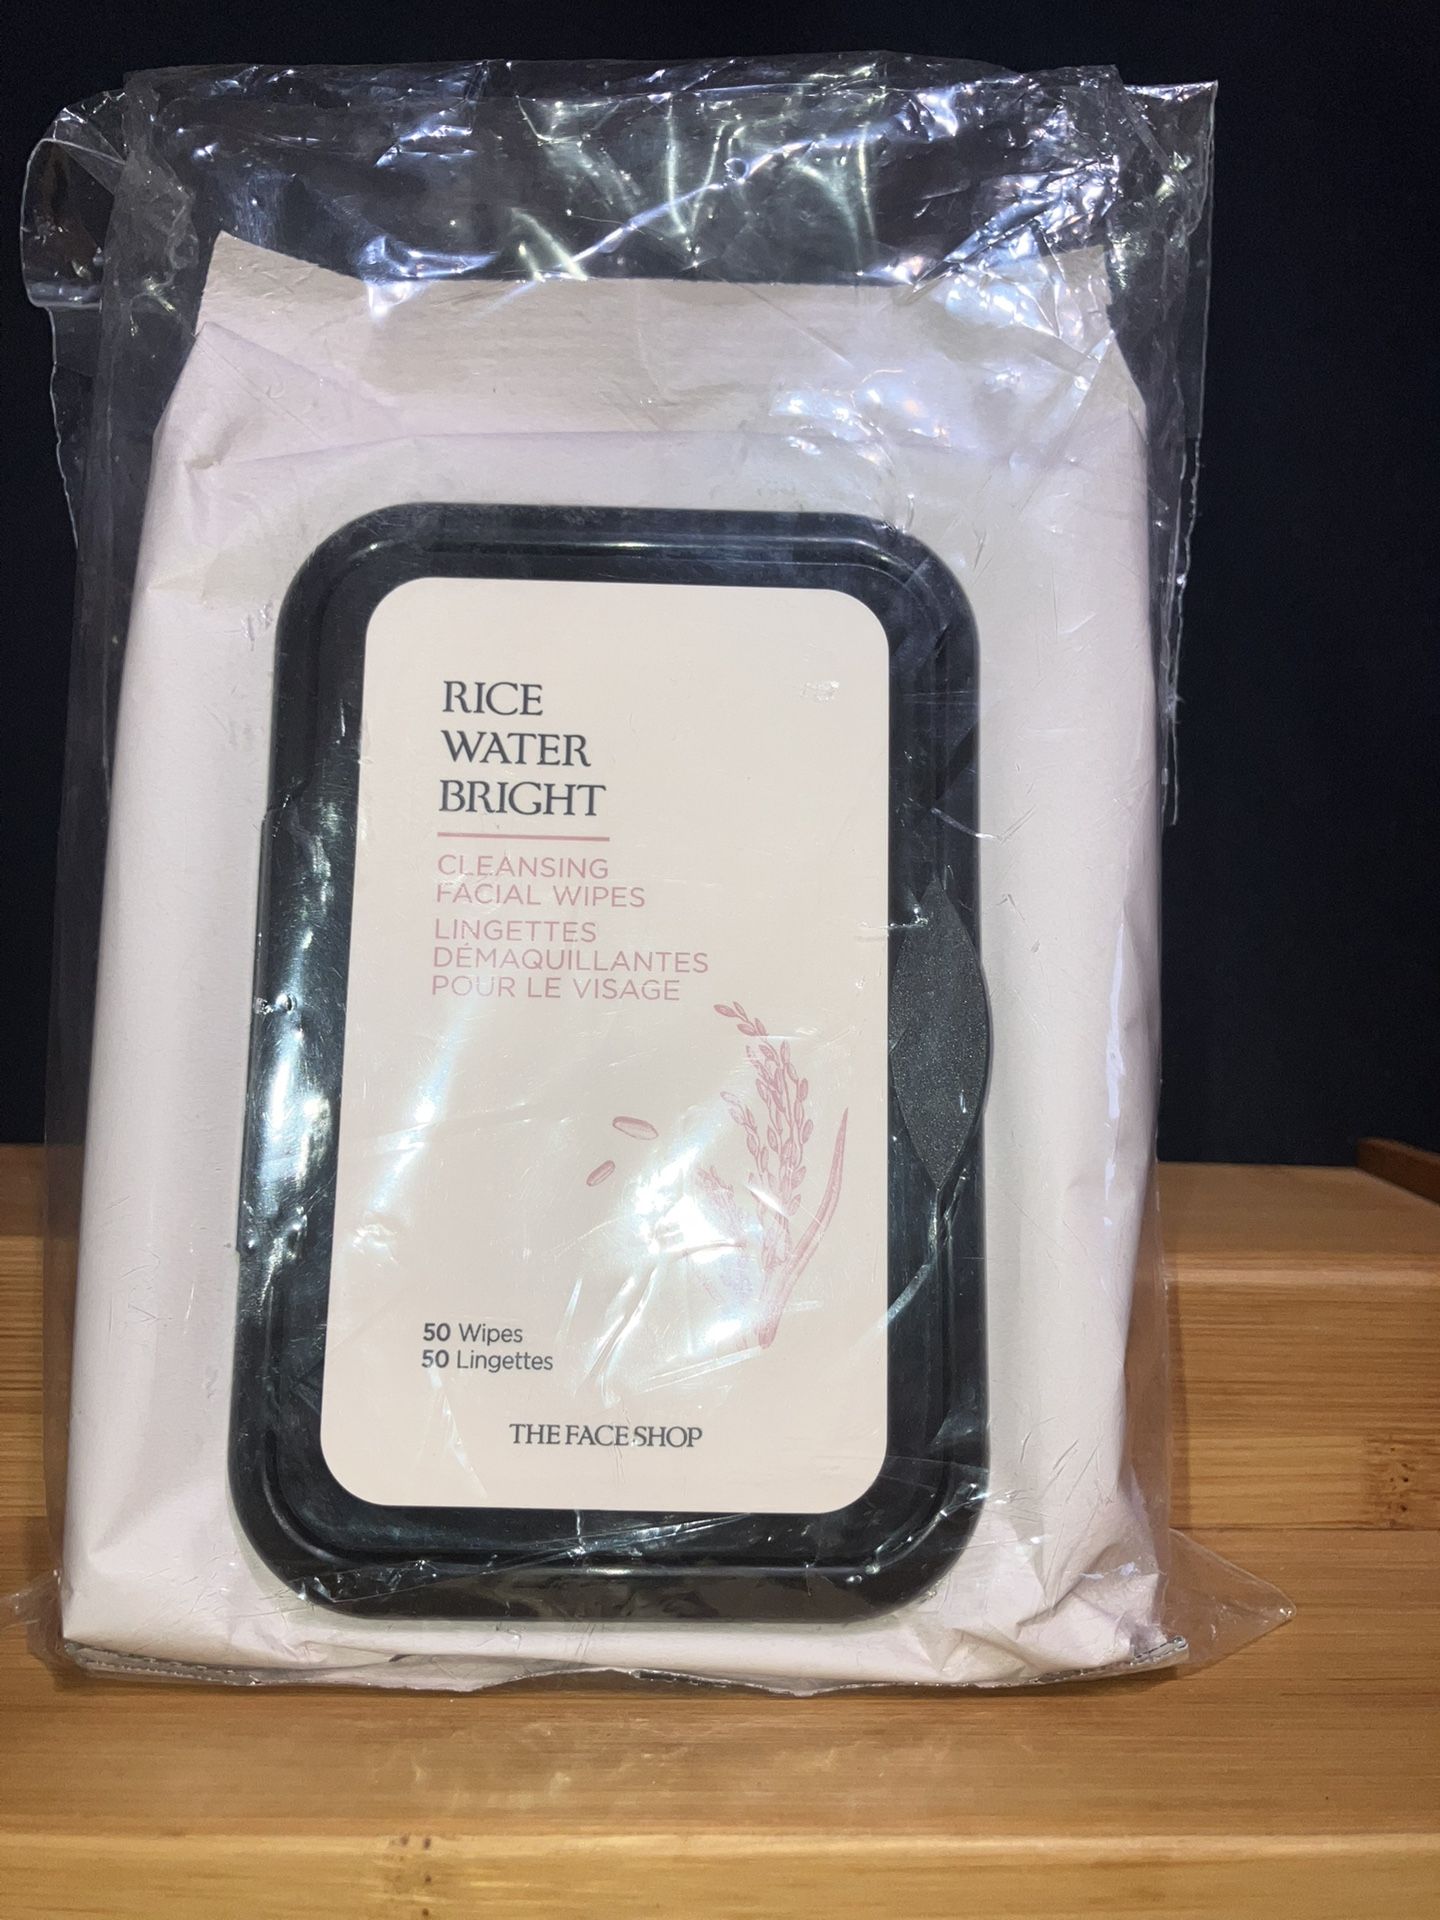 RICE
WATER
BRIGHT
CLEANSING
FACIAL WIPES
LINGETTES
DÉMAQUILLANTES
POUR LE VISAGE
50 Wipes
50 Lingettes
THE FACE SHOP